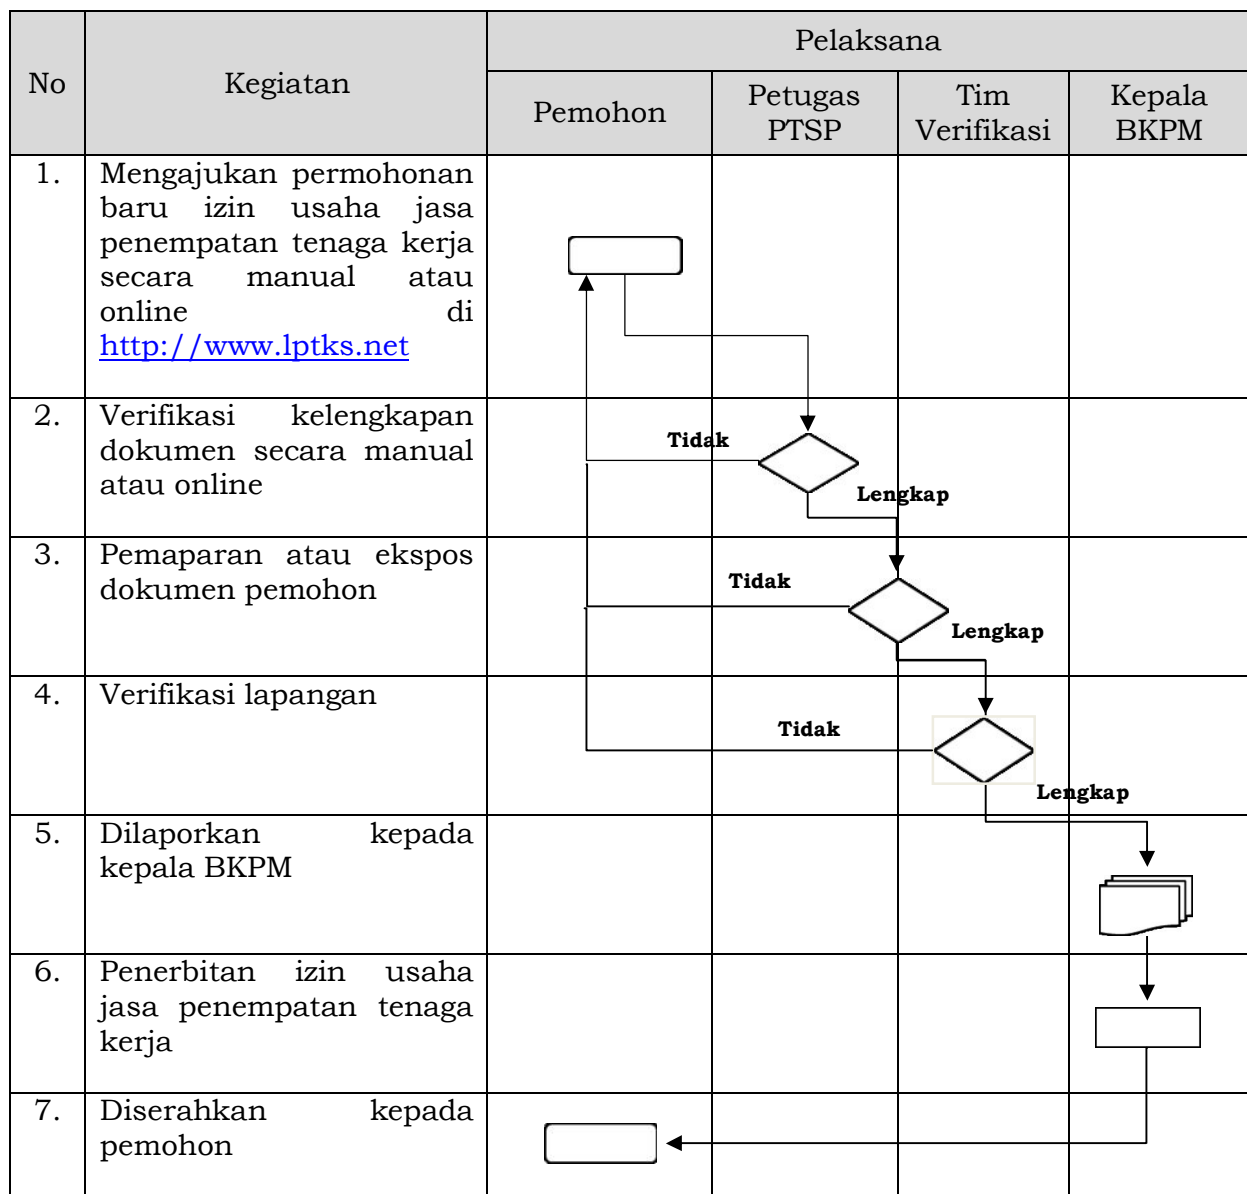 No
Kegiatan
Pelaksana
Pemohon
Petugas
PTSP
Tim
Verifikasi
Kepala
BKPM
1.
Mengajukan permohonan
baru izin usaha jasa
penempatan tenaga kerja
secara manual atau
online di
http://www.lptks.net
2.
Verifikasi kelengkapan
dokumen secara manual
atau online
Tidak
Lengkap
3.
Pemaparan atau ekspos
dokumen pemohon
Tidak
Lengkap
4.
Verifikasi lapangan
Tidak
Lengkap
5.
Dilaporkan kepada
kepala BKPM
6.
Penerbitan izin usaha
jasa penempatan tenaga
kerja
7.
Diserahkan kepada
pemohon